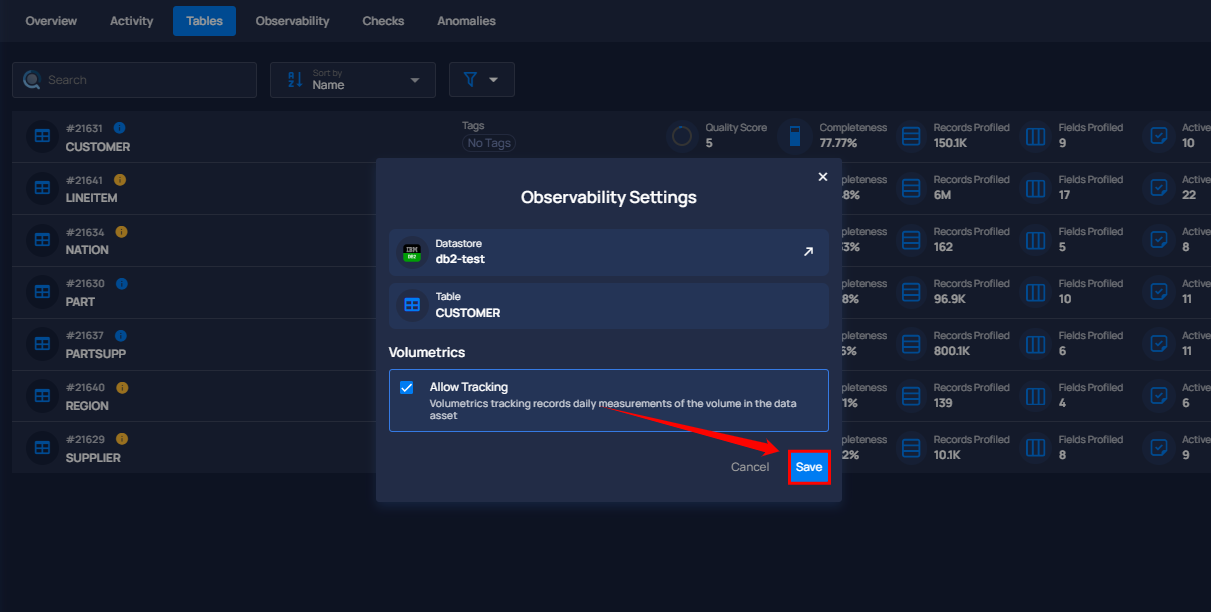 Overview Activity Tables Observability Checks Anomalies
Search
Sort by
Name
#21631
CUSTOMER
Tags
No Tags
Quality Score
5
Completeness
77.77%
Records Profiled
150.1K
Fields Profiled
9
Active
10
#21641
LINEITEM
pleteness
8%
Records Profiled
6M
Fields Profiled
17
Active
22
#21634
NATION
pleteness
3%
Records Profiled
162
Fields Profiled
5
Active
8
#21630
PART
pleteness
8%
Records Profiled
96.9K
Fields Profiled
10
Active
11
#21637
PARTSUPP
pleteness
5%
Records Profiled
800.1K
Fields Profiled
6
Active
11
#21640
REGION
pleteness
1%
Records Profiled
139
Fields Profiled
4
Active
6
#21629
SUPPLIER
pleteness
2%
Records Profiled
10.1K
Fields Profiled
8
Active
9
Observability Settings
IBM
DB2
Datastore
db2-test
Table
CUSTOMER
Volumetrics
Allow Tracking
Volumetrics tracking records daily measurements of the volume in the data
asset
Cancel Save